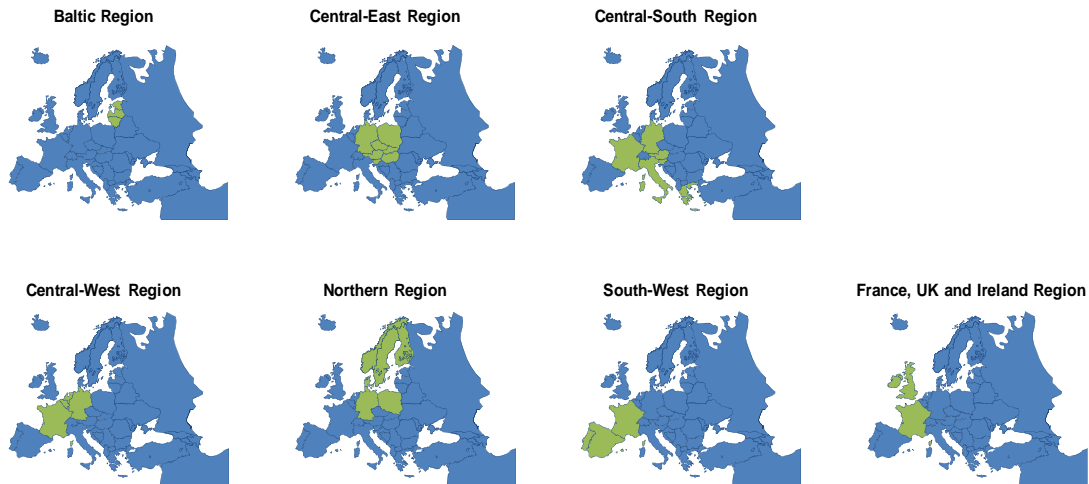 Baltic Region
Central-East Region
Central-South Region
Central-West Region
Northern Region
South-West Region
France, UK and Ireland Region